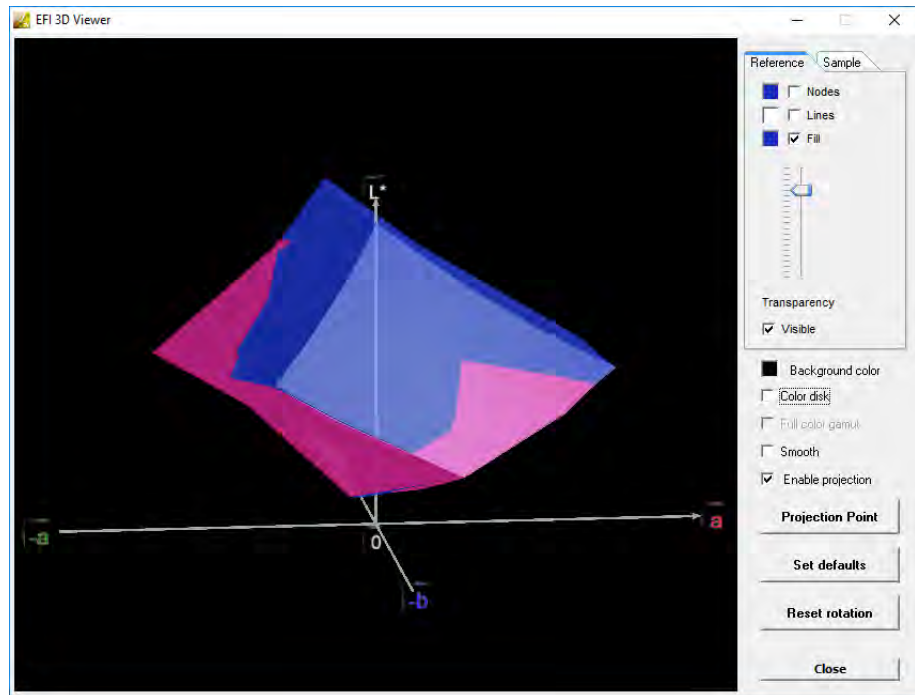 EFI 3D Viewer
L*
-a
0
a
-b
Reference
Sample
Nodes
Lines
Fill
Transparency
Visible
Background color
Color disk
Full color gamut
Smooth
Enable projection
Projection Point
Set defaults
Reset rotation
Close